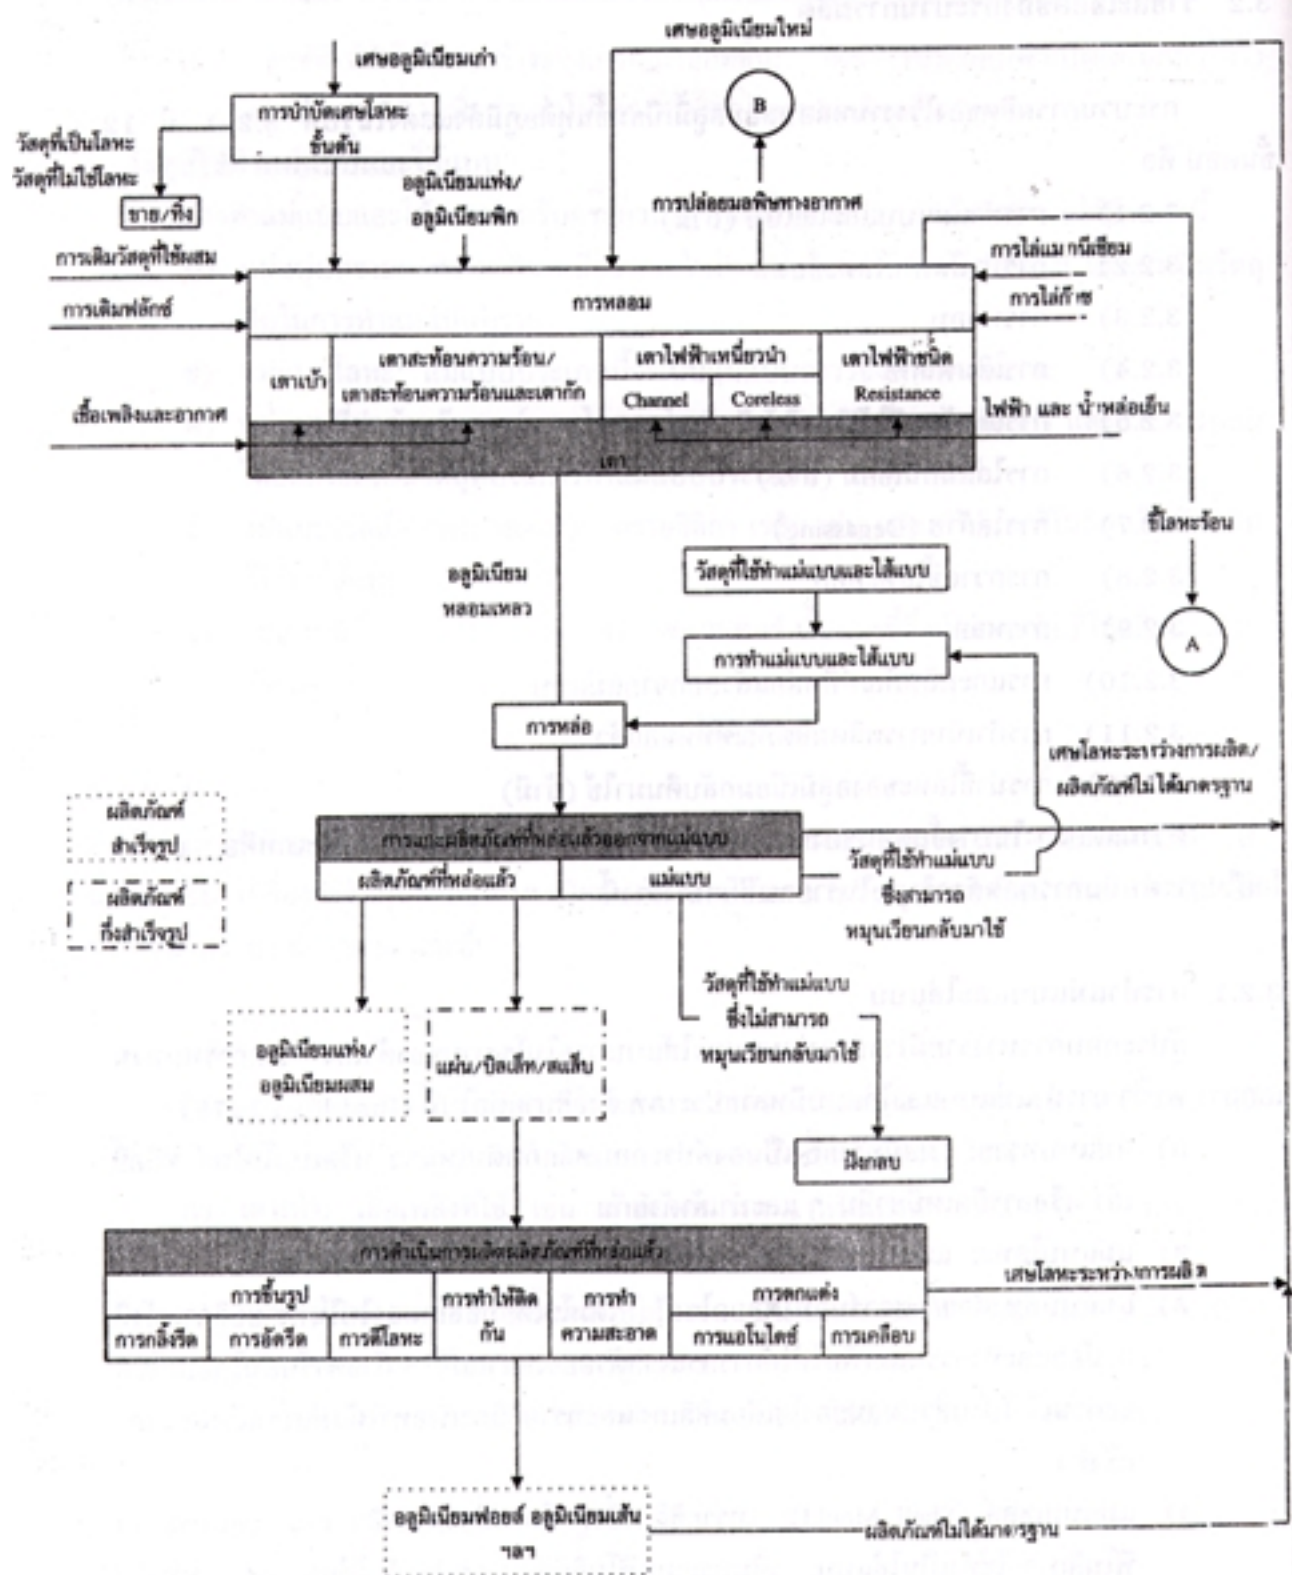 เศษอลูมิเนียมใหม่
เศษอลูมิเนียมเก่า
การบำบัดเศษโลหะ
ขั้นต้น
B
วัสดุที่เป็นโลหะ
วัสดุที่ไม่ใช่โลหะ
ขาย/ทิ้ง
อลูมิเนียมแท่ง/
อลูมิเนียมพิก
การปล่อยมลพิษทางอากาศ
การเติมวัสดุที่ใช้ผสม
การไล่แมกนีเซียม
การเติมฟลักซ์
การหลอม
การไล่ก๊าซ
เตาเบ้า
เตาสะท้อนความร้อน/
เตาสะท้อนความร้อนและเตากัก
เตาไฟฟ้าเหนี่ยวนำ
Channel
Coreless
เตาไฟฟ้าชนิด
Resistance
เชื้อเพลิงและอากาศ
ไฟฟ้า และ น้ำหล่อเย็น
เตา
ขี้โลหะร้อน
A
อลูมิเนียม
หลอมเหลว
วัสดุที่ใช้ทำแม่แบบและไส้แบบ
การทำแม่แบบและไส้แบบ
การหล่อ
เศษโลหะระหว่างการผลิต/
ผลิตภัณฑ์ไม่ได้มาตรฐาน
ผลิตภัณฑ์
สำเร็จรูป
ผลิตภัณฑ์
กึ่งสำเร็จรูป
การแกะผลิตภัณฑ์ที่หล่อแล้วออกจากแม่แบบ
ผลิตภัณฑ์ที่หล่อแล้ว
แม่แบบ
วัสดุที่ใช้ทำแม่แบบ
ซึ่งสามารถ
หมุนเวียนกลับมาใช้
วัสดุที่ใช้ทำแม่แบบ
ซึ่งไม่สามารถ
หมุนเวียนกลับมาใช้
อลูมิเนียมแท่ง/
อลูมิเนียมผสม
แผ่น/บิลเล็ท/สแล็บ
ฝังกลบ
การดำเนินการผลิตผลิตภัณฑ์ที่หล่อแล้ว
การขึ้นรูป
การกลิ้งรีด
การอัดรีด
การตีโลหะ
การทำให้ติด
กัน
การทำ
ความสะอาด
การตกแต่ง
การแอโนไดซ์
การเคลือบ
เศษโลหะระหว่างการผลิต
อลูมิเนียมฟอยล์ อลูมิเนียมเส้น
ฯลฯ
ผลิตภัณฑ์ไม่ได้มาตรฐาน